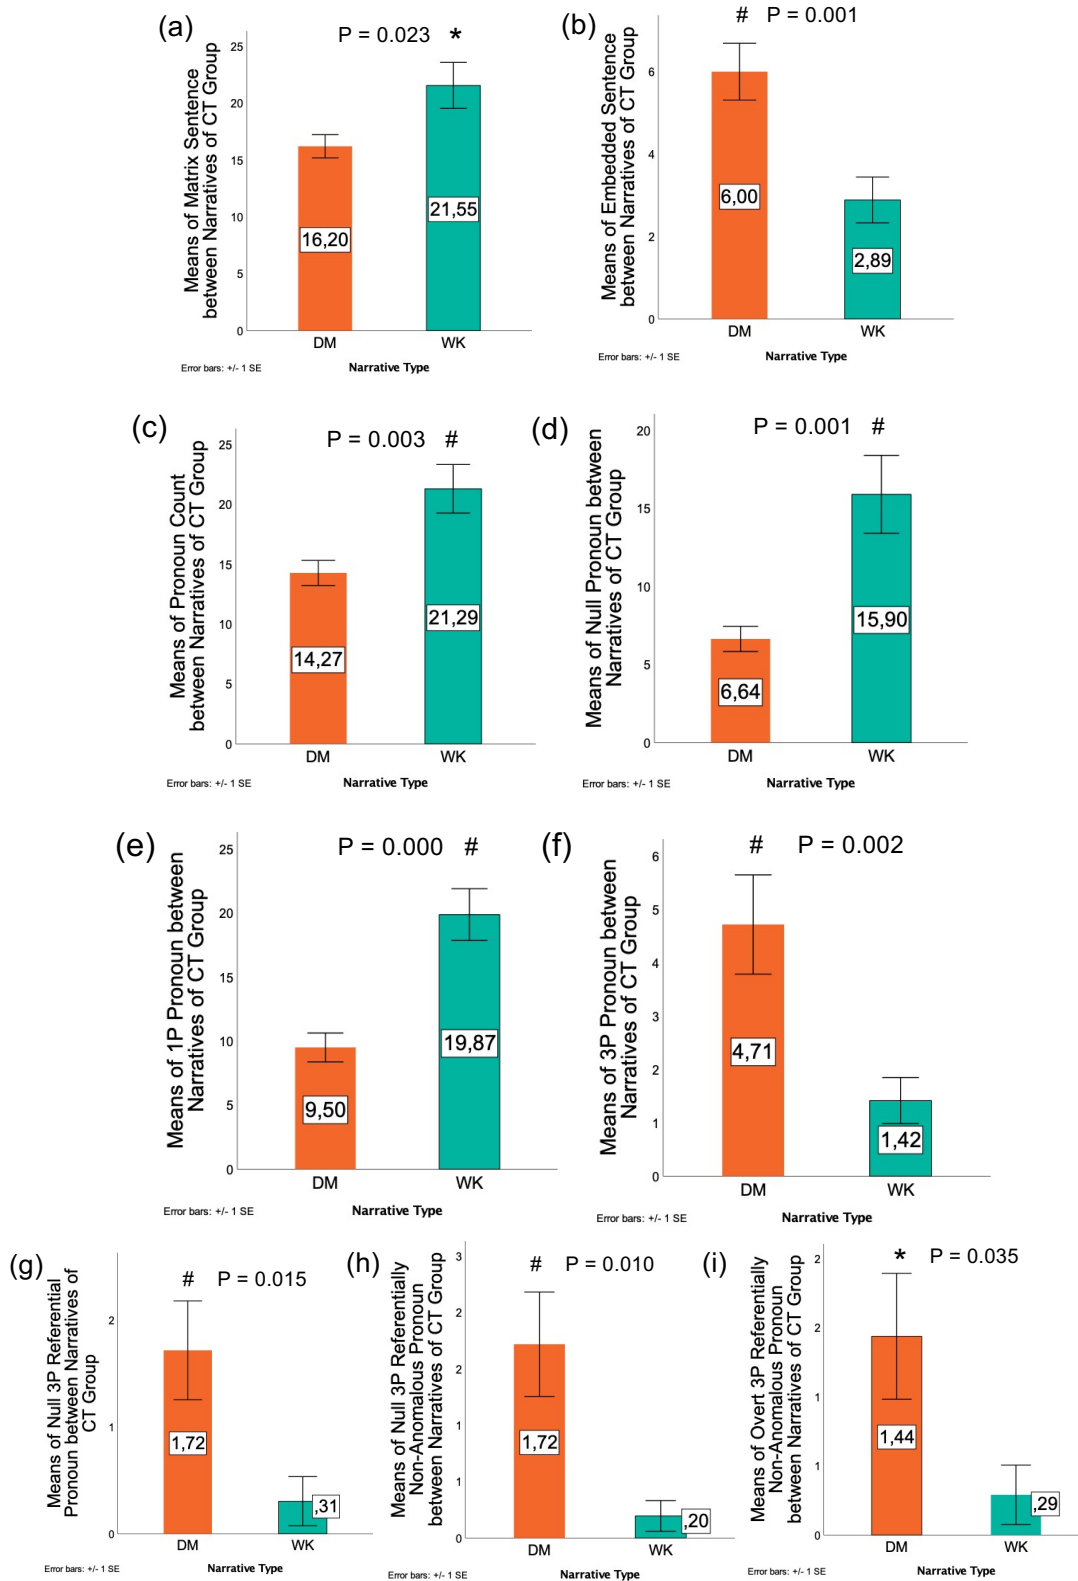 (a)
P = 0.023 *
Means of Matrix Sentence
between Narratives of CT Group
25
20
15
10
5
0
16,20
21,55
DM
WK
Error bars: +/- 1 SE
Narrative Type
(b)
# P = 0.001
Means of Embedded Sentence
between Narratives of CT Group
6
4
2
0
6,00
2,89
DM
WK
Error bars: +/- 1 SE
Narrative Type
(c)
P = 0.003 #
Means of Pronoun Count
between Narratives of CT Group
25
20
15
10
5
0
14,27
21,29
DM
WK
Error bars: +/- 1 SE
Narrative Type
(d)
P = 0.001 #
Means of Null Pronoun between
Narratives of CT Group
20
15
10
5
0
6,64
15,90
DM
WK
Error bars: +/- 1 SE
Narrative Type
(e)
P = 0.000 #
Means of 1P Pronoun between
Narratives of CT Group
25
20
15
10
5
0
9,50
19,87
DM
WK
Error bars: +/- 1 SE
Narrative Type
(f)
# P = 0.002
Means of 3P Pronoun between
Narratives of CT Group
6
5
4
3
2
1
0
4,71
1,42
DM
WK
Error bars: +/- 1 SE
Narrative Type
(g)
# P = 0.015
Means of Null 3P Referential
Pronoun between Narratives of
CT Group
2
1
0
1,72
,31
DM
WK
Error bars: +/- 1 SE
Narrative Type
(h)
# P = 0.010
Means of Null 3P Referentially
Non-Anomalous Pronoun
between Narratives of CT Group
3
2
2
1
1
0
1,72
,20
DM
WK
Error bars: +/- 1 SE
Narrative Type
(i)
* P = 0.035
Means of Overt 3P Referentially
Non-Anomalous Pronoun
between Narratives of CT Group
2
2
1
1
0
1,44
,29
DM
WK
Error bars: +/- 1 SE
Narrative Type